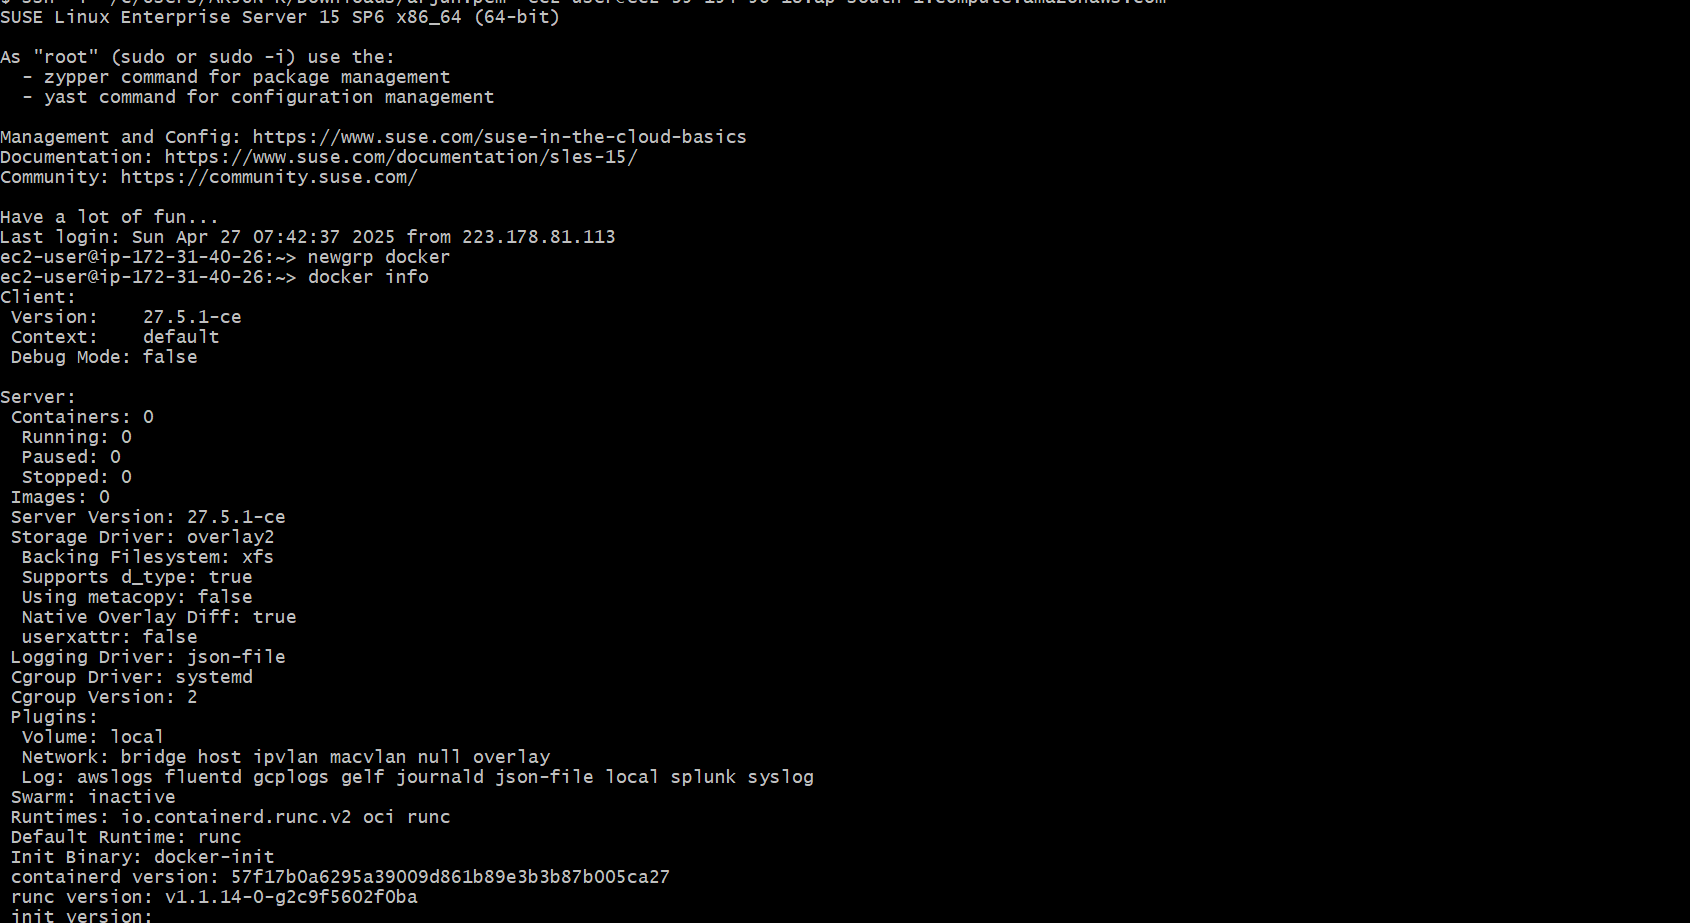 SUSE Linux Enterprise Server 15 SP6 x86_64 (64-bit)
As "root" (sudo or sudo -i) use the:
- zypper command for package management
- yast command for configuration management
Management and Config: https://www.suse.com/suse-in-the-cloud-basics
Documentation: https://www.suse.com/documentation/sles-15/
Community: https://community.suse.com/
Have a lot of fun...
Last login: Sun Apr 27 07:42:37 2025 from 223.178.81.113
ec2-user@ip-172-31-40-26:~> newgrp docker
ec2-user@ip-172-31-40-26:~> docker info
Client:
Version:    27.5.1-ce
Context:    default
Debug Mode: false
Server:
Containers: 0
Running: 0
Paused: 0
Stopped: 0
Images: 0
Server Version: 27.5.1-ce
Storage Driver: overlay2
Backing Filesystem: xfs
Supports d_type: true
Using metacopy: false
Native Overlay Diff: true
userxattr: false
Logging Driver: json-file
Cgroup Driver: systemd
Cgroup Version: 2
Plugins:
Volume: local
Network: bridge host ipvlan macvlan null overlay
Log: awslogs fluentd gcplogs gelf journald json-file local splunk syslog
Swarm: inactive
Runtimes: io.containerd.runc.v2 oci runc
Default Runtime: runc
Init Binary: docker-init
containerd version: 57f17b0a6295a39009d861b89e3b3b87b005ca27
runc version: v1.1.14-0-g2c9f5602f0ba
init version: